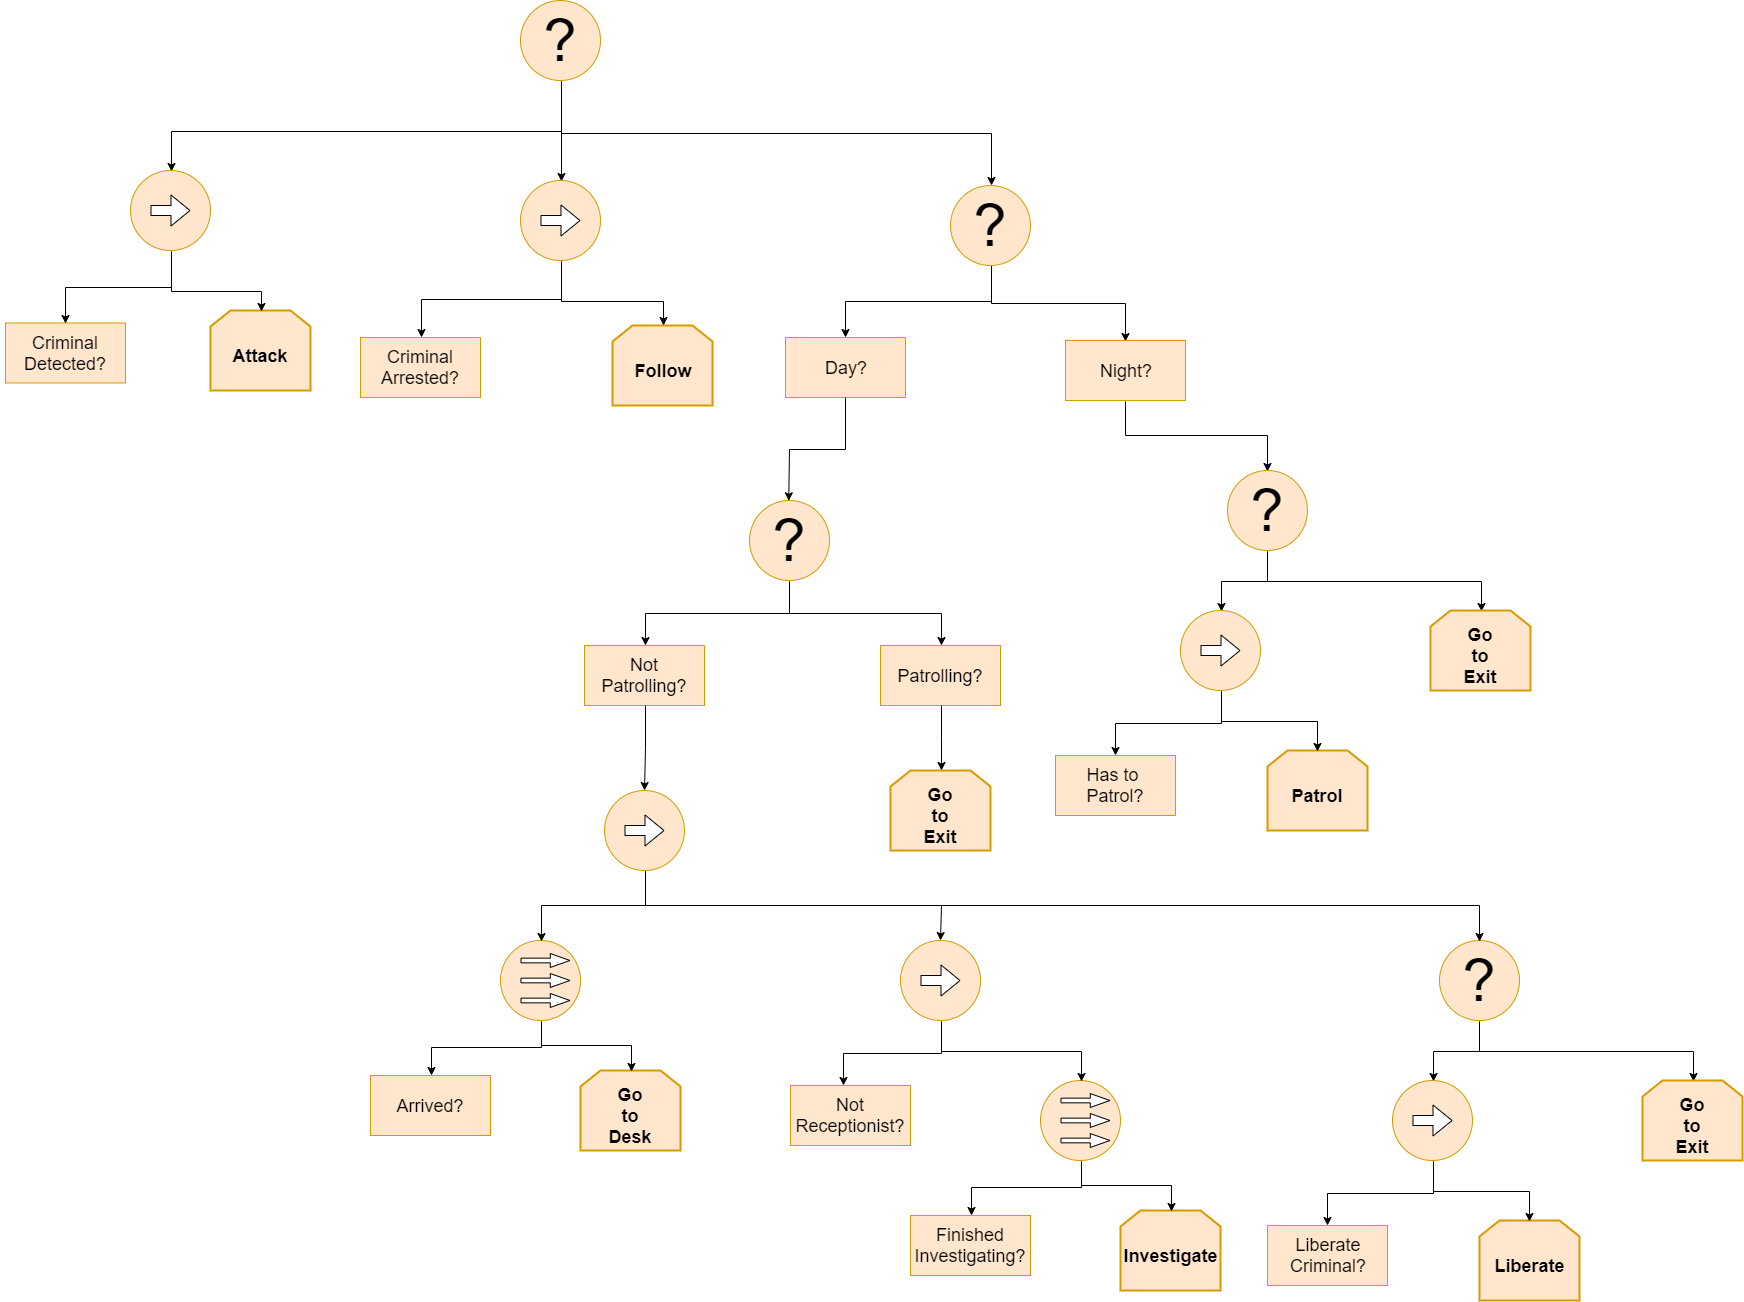 ?
?
Criminal
Detected?
Attack
Criminal
Arrested?
Follow
Day?
Night?
?
?
Not
Patrolling?
Patrolling?
Go
to
Exit
Go
to
Exit
Has to
Patrol?
Patrol
?
Arrived?
Go
to
Desk
Not
Receptionist?
Go
to
Exit
Finished
Investigating?
Investigate
Liberate
Criminal?
Liberate